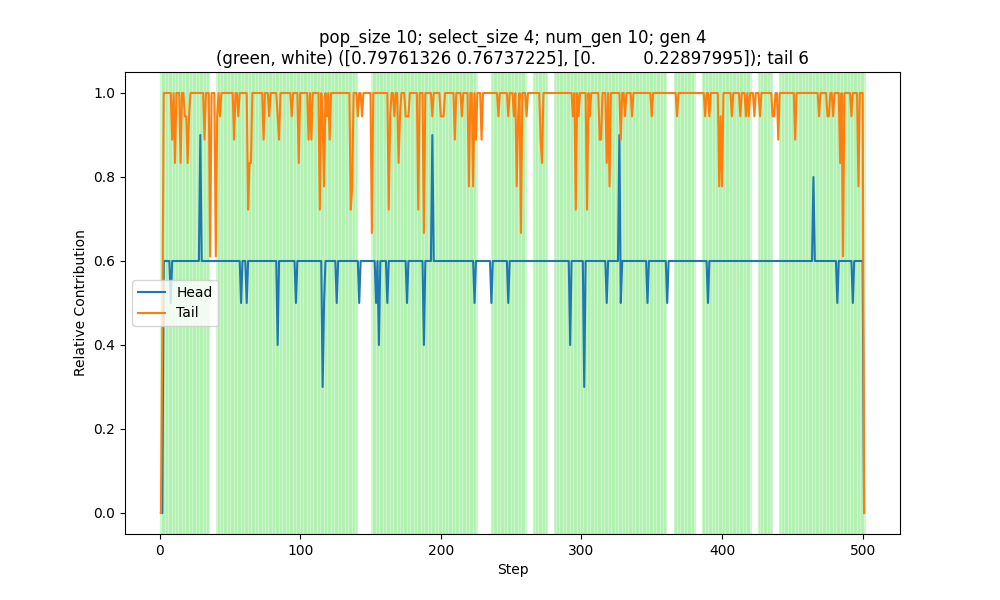 pop_size 10; select_size 4; num_gen 10; gen 4
(green, white) ([0.79761326 0.76737225], [0.         0.22897995]); tail 6
1.0
0.8
0.6
0.4
0.2
0.0
Relative Contribution
Head
Tail
0
100
200
300
400
500
Step